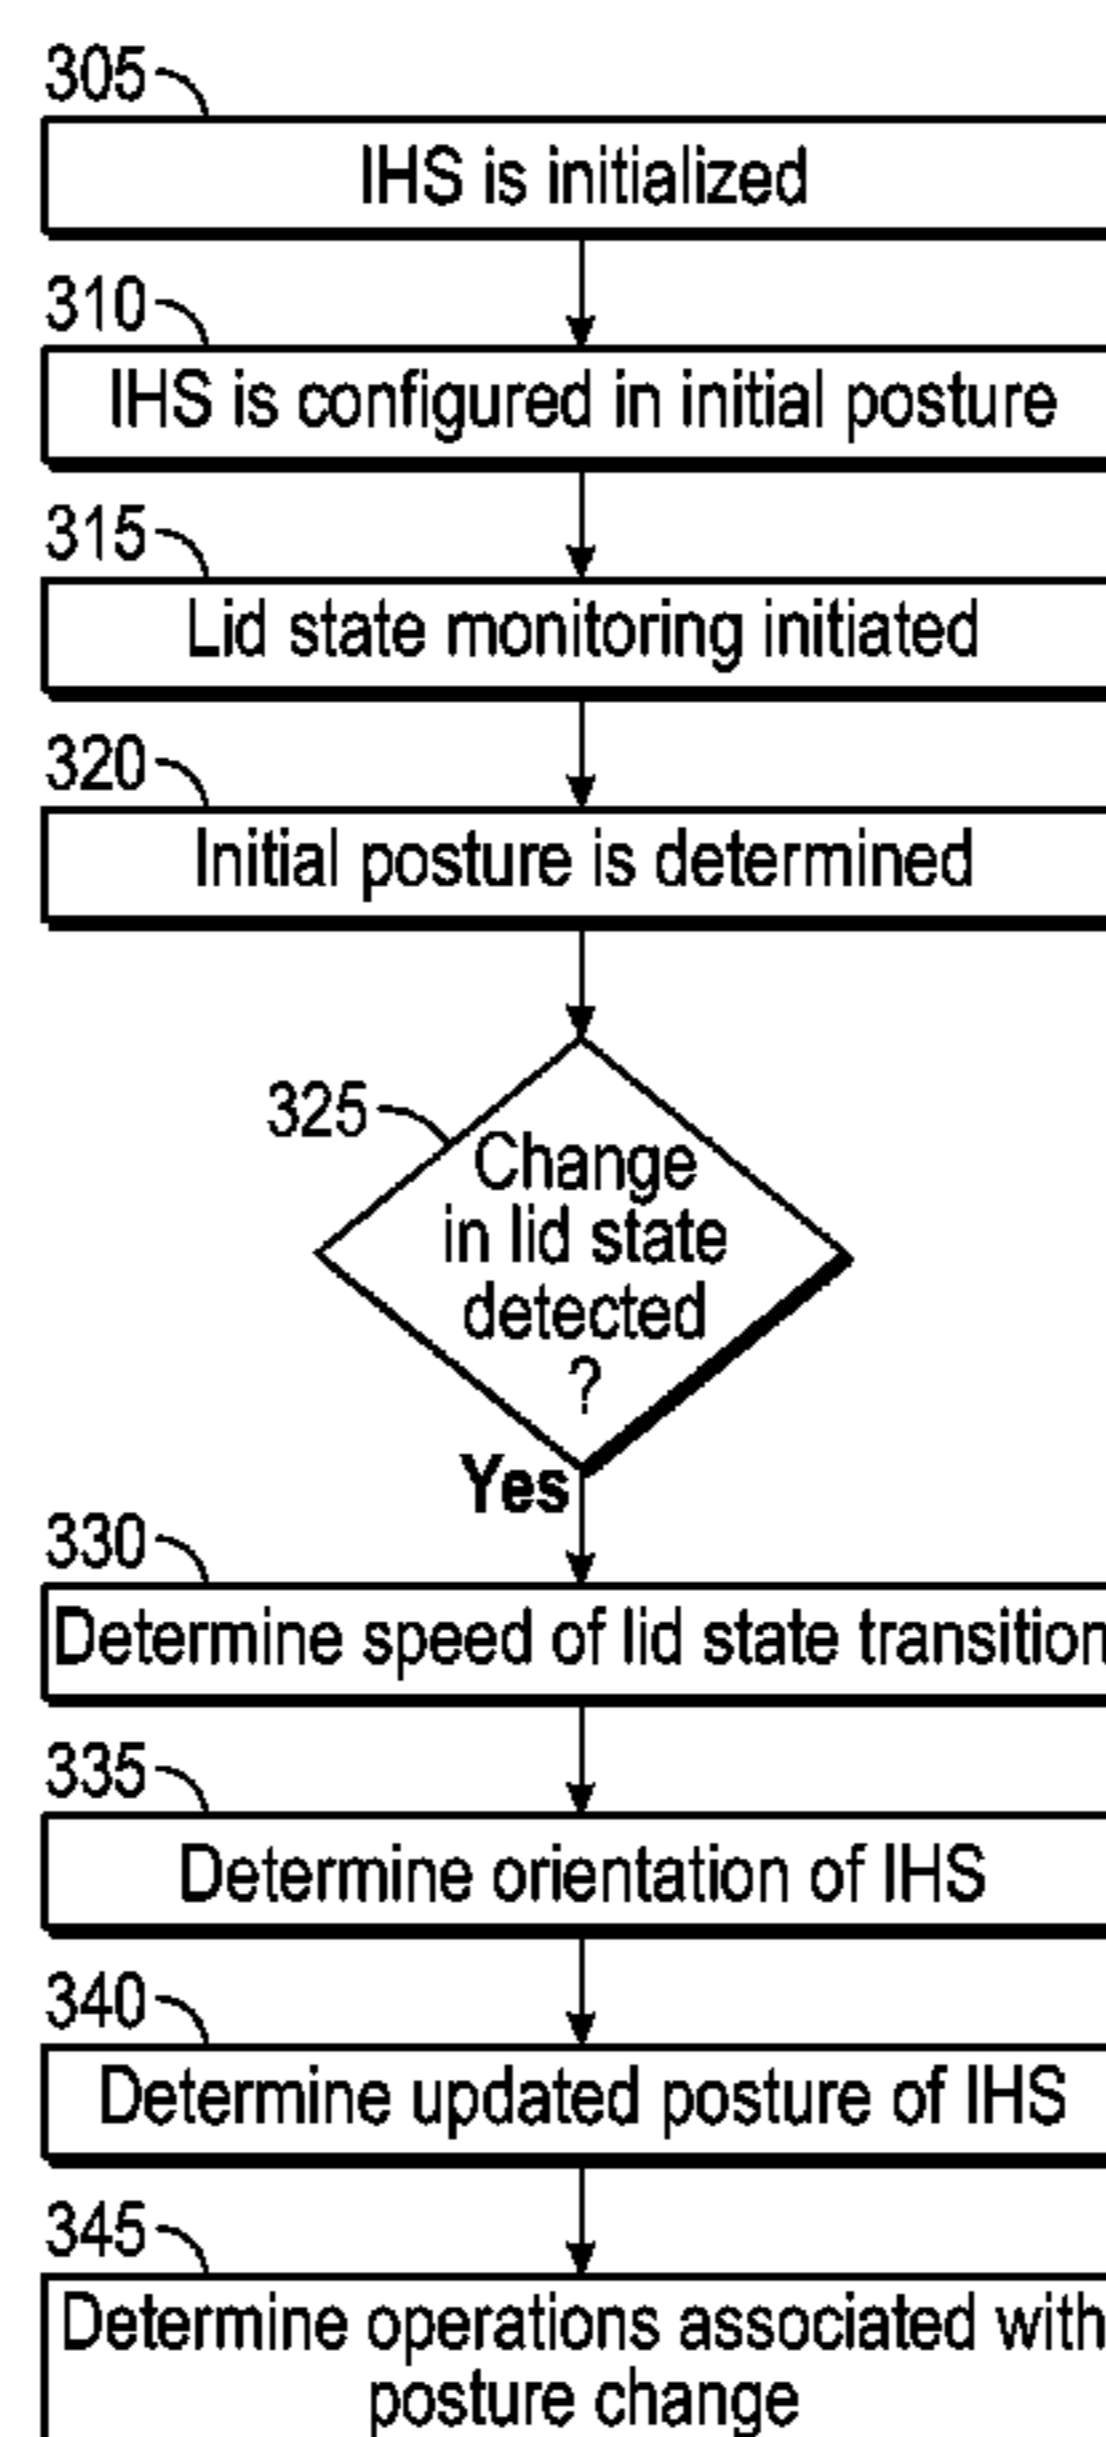 305
IHS is initialized
310
IHS is configured in initial posture
315
Lid state monitoring initiated
320
Initial posture is determined
325
Change
in lid state
detected
?
Yes
330
Determine speed of lid state transition
335
Determine orientation of IHS
340
Determine updated posture of IHS
345
Determine operations associated with
posture change